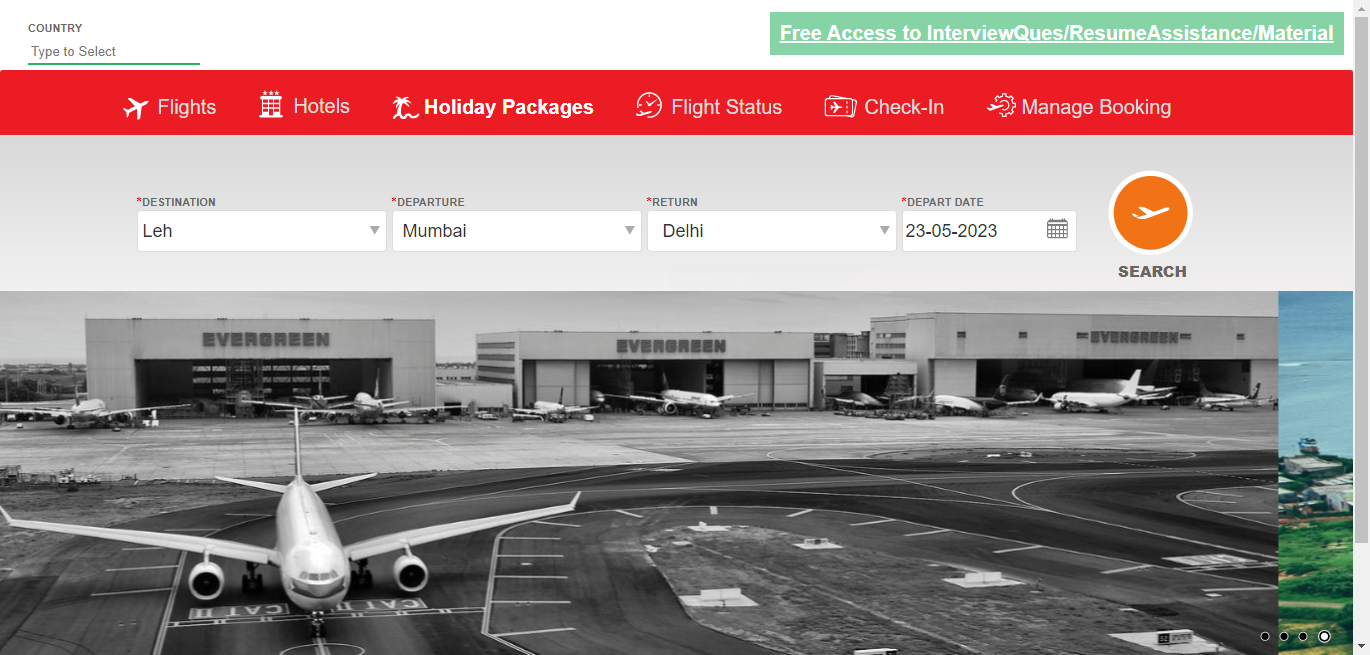 COUNTRY
Type to Select
Free Access to InterviewQues/ResumeAssistance/Material
Flights
Hotels
Holiday Packages
Flight Status
Check-In
Manage Booking
*DESTINATION
*DEPARTURE
*RETURN
*DEPART DATE
Leh
Mumbai
Delhi
23-05-2023
SEARCH
EVERGREEN
EVERGREEN
EVERGREEN
CAT II
CAT II